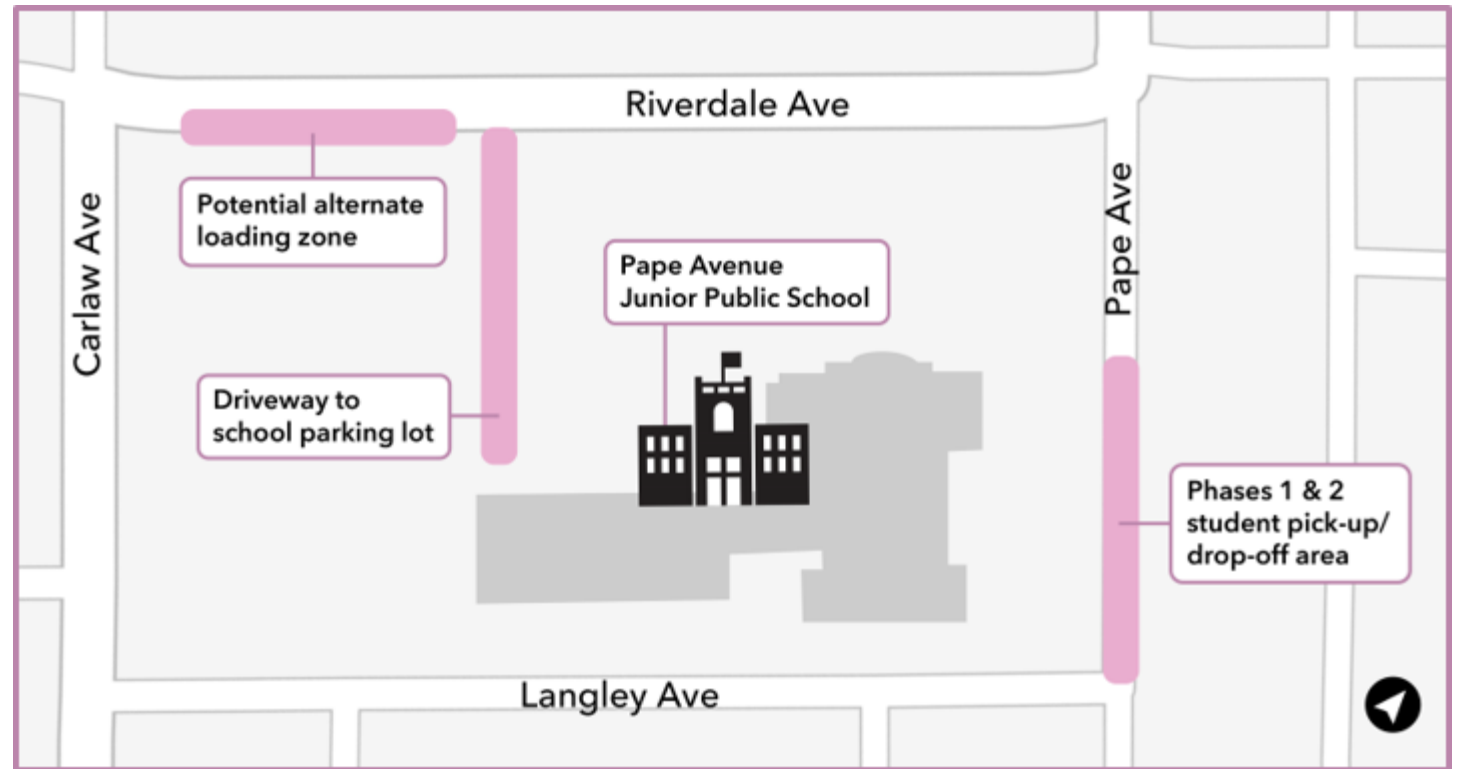 Riverdale Ave
Potential alternate
loading zone
Carlaw Ave
Pape Ave
Pape Avenue
Junior Public School
Driveway to
school parking lot
Phases 1 & 2
student pick-up/
drop-off area
Langley Ave